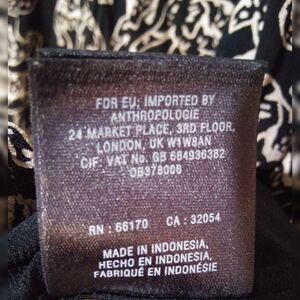 FOR EU, IMPORTED BY
ANTHROPOLOGIE
24 MARKET PLACE, 3RD FLOOR,
LONDON, UK W1W8AN
CIF: VAT No. GB 684936382
OB378008
RN : 66170 CA : 32054
MADE IN INDONESIA,
HECHO EN INDONESIA,
FABRIQUÉ EN INDONÉSIE